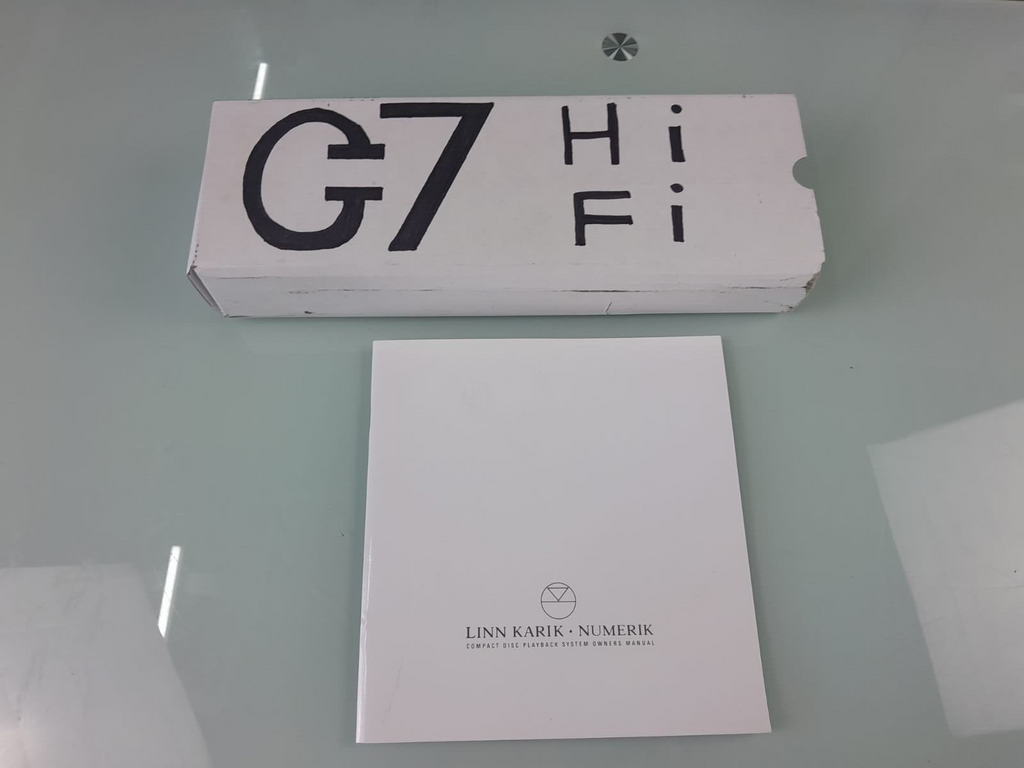 G7 Hi
Fi
LINN KARIK · NUMERIK
COMPACT DISC PLAYBACK SYSTEM OWNERS MANUAL